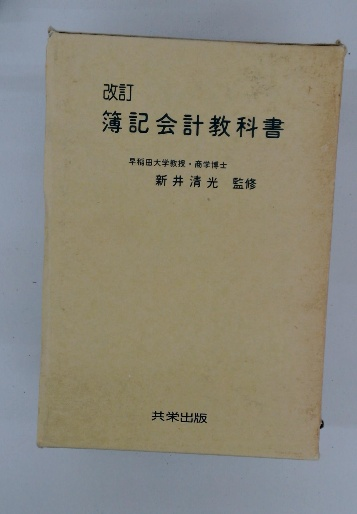 改訂
簿記会計教科書
早稲田大学教授・商学博士
新井清光 監修
共栄出版